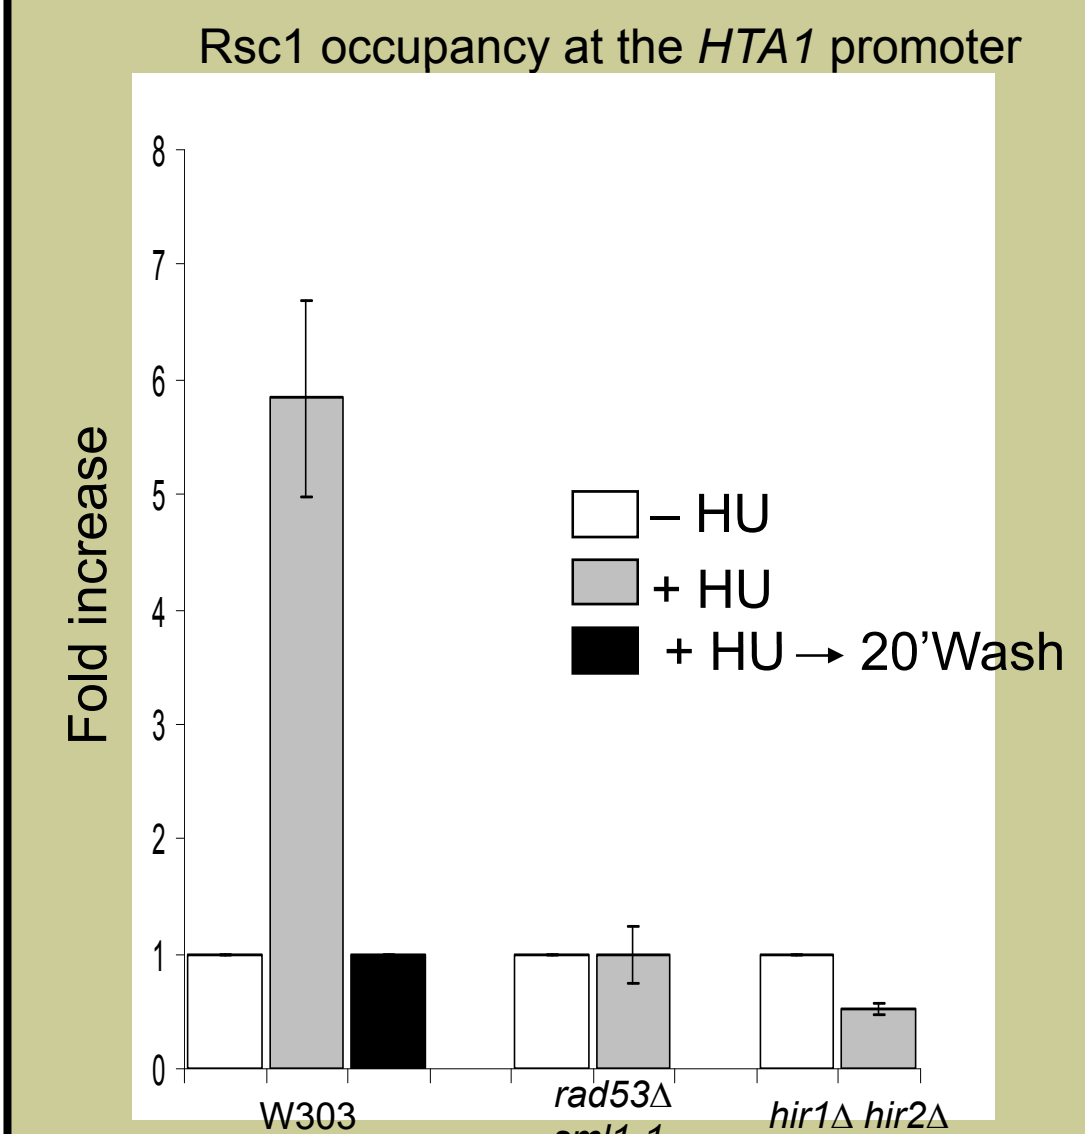 Rsc1 occupancy at the HTA1 promoter
8
7
6
5
4
3
2
1
0
Fold increase
– HU
+ HU
+ HU → 20’Wash
W303
rad53Δ
hir1Δ hir2Δ